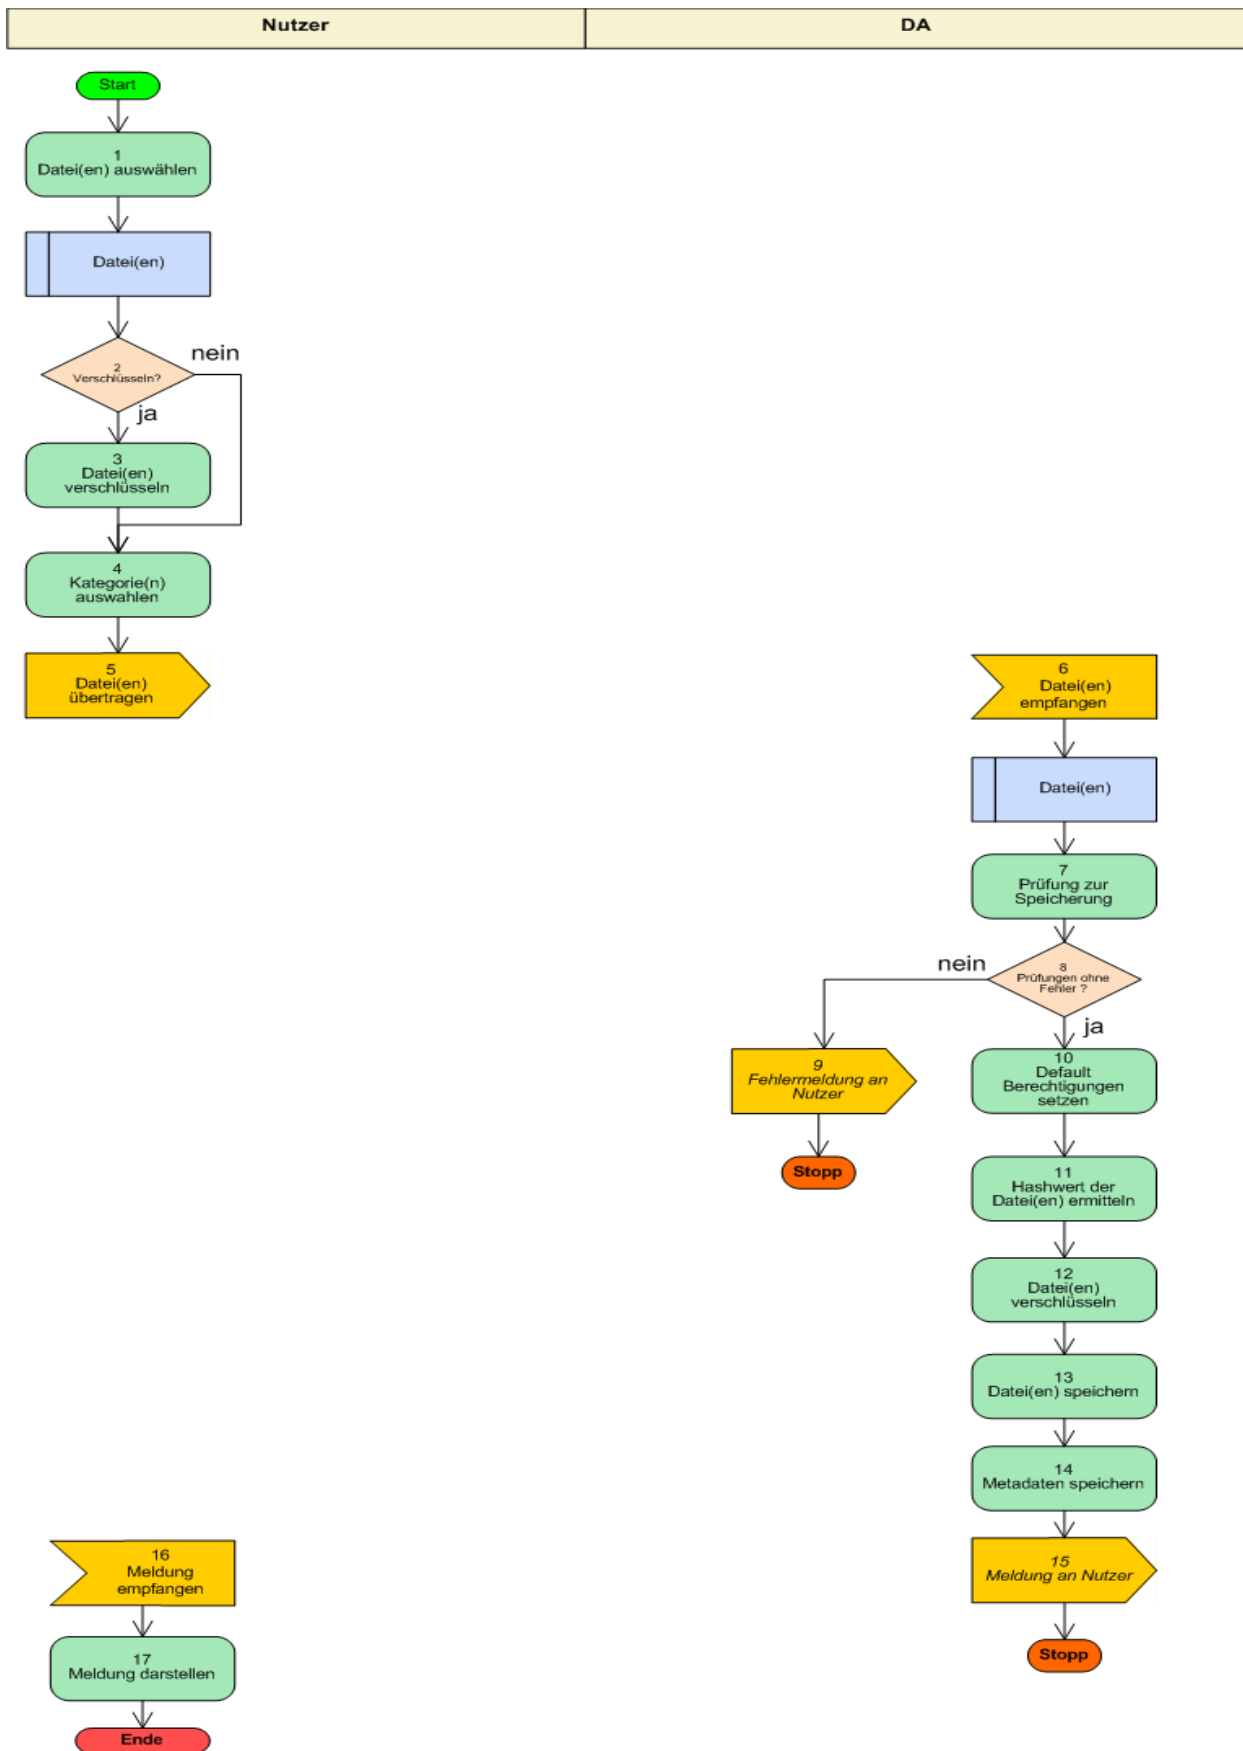 Nutzer
DA
Start
1
Datei(en) auswählen
Datei(en)
nein
2
Verschlüsseln?
ja
3
Datei(en)
verschlüsseln
4
Kategorie(n)
auswahlen
5
Datei(en)
übertragen
6
Datei(en)
empfangen
Datei(en)
7
Prüfung zur
Speicherung
nein
8
Prüfungen ohne
Fehler ?
ja
9
Fehlermeldung an
Nutzer
Stopp
10
Default
Berechtigungen
setzen
11
Hashwert der
Datei(en) ermitteln
12
Datei(en)
verschlüsseln
13
Datei(en) speichern
14
Metadaten speichern
15
Meldung an Nutzer
Stopp
16
Meldung
empfangen
17
Meldung darstellen
Ende